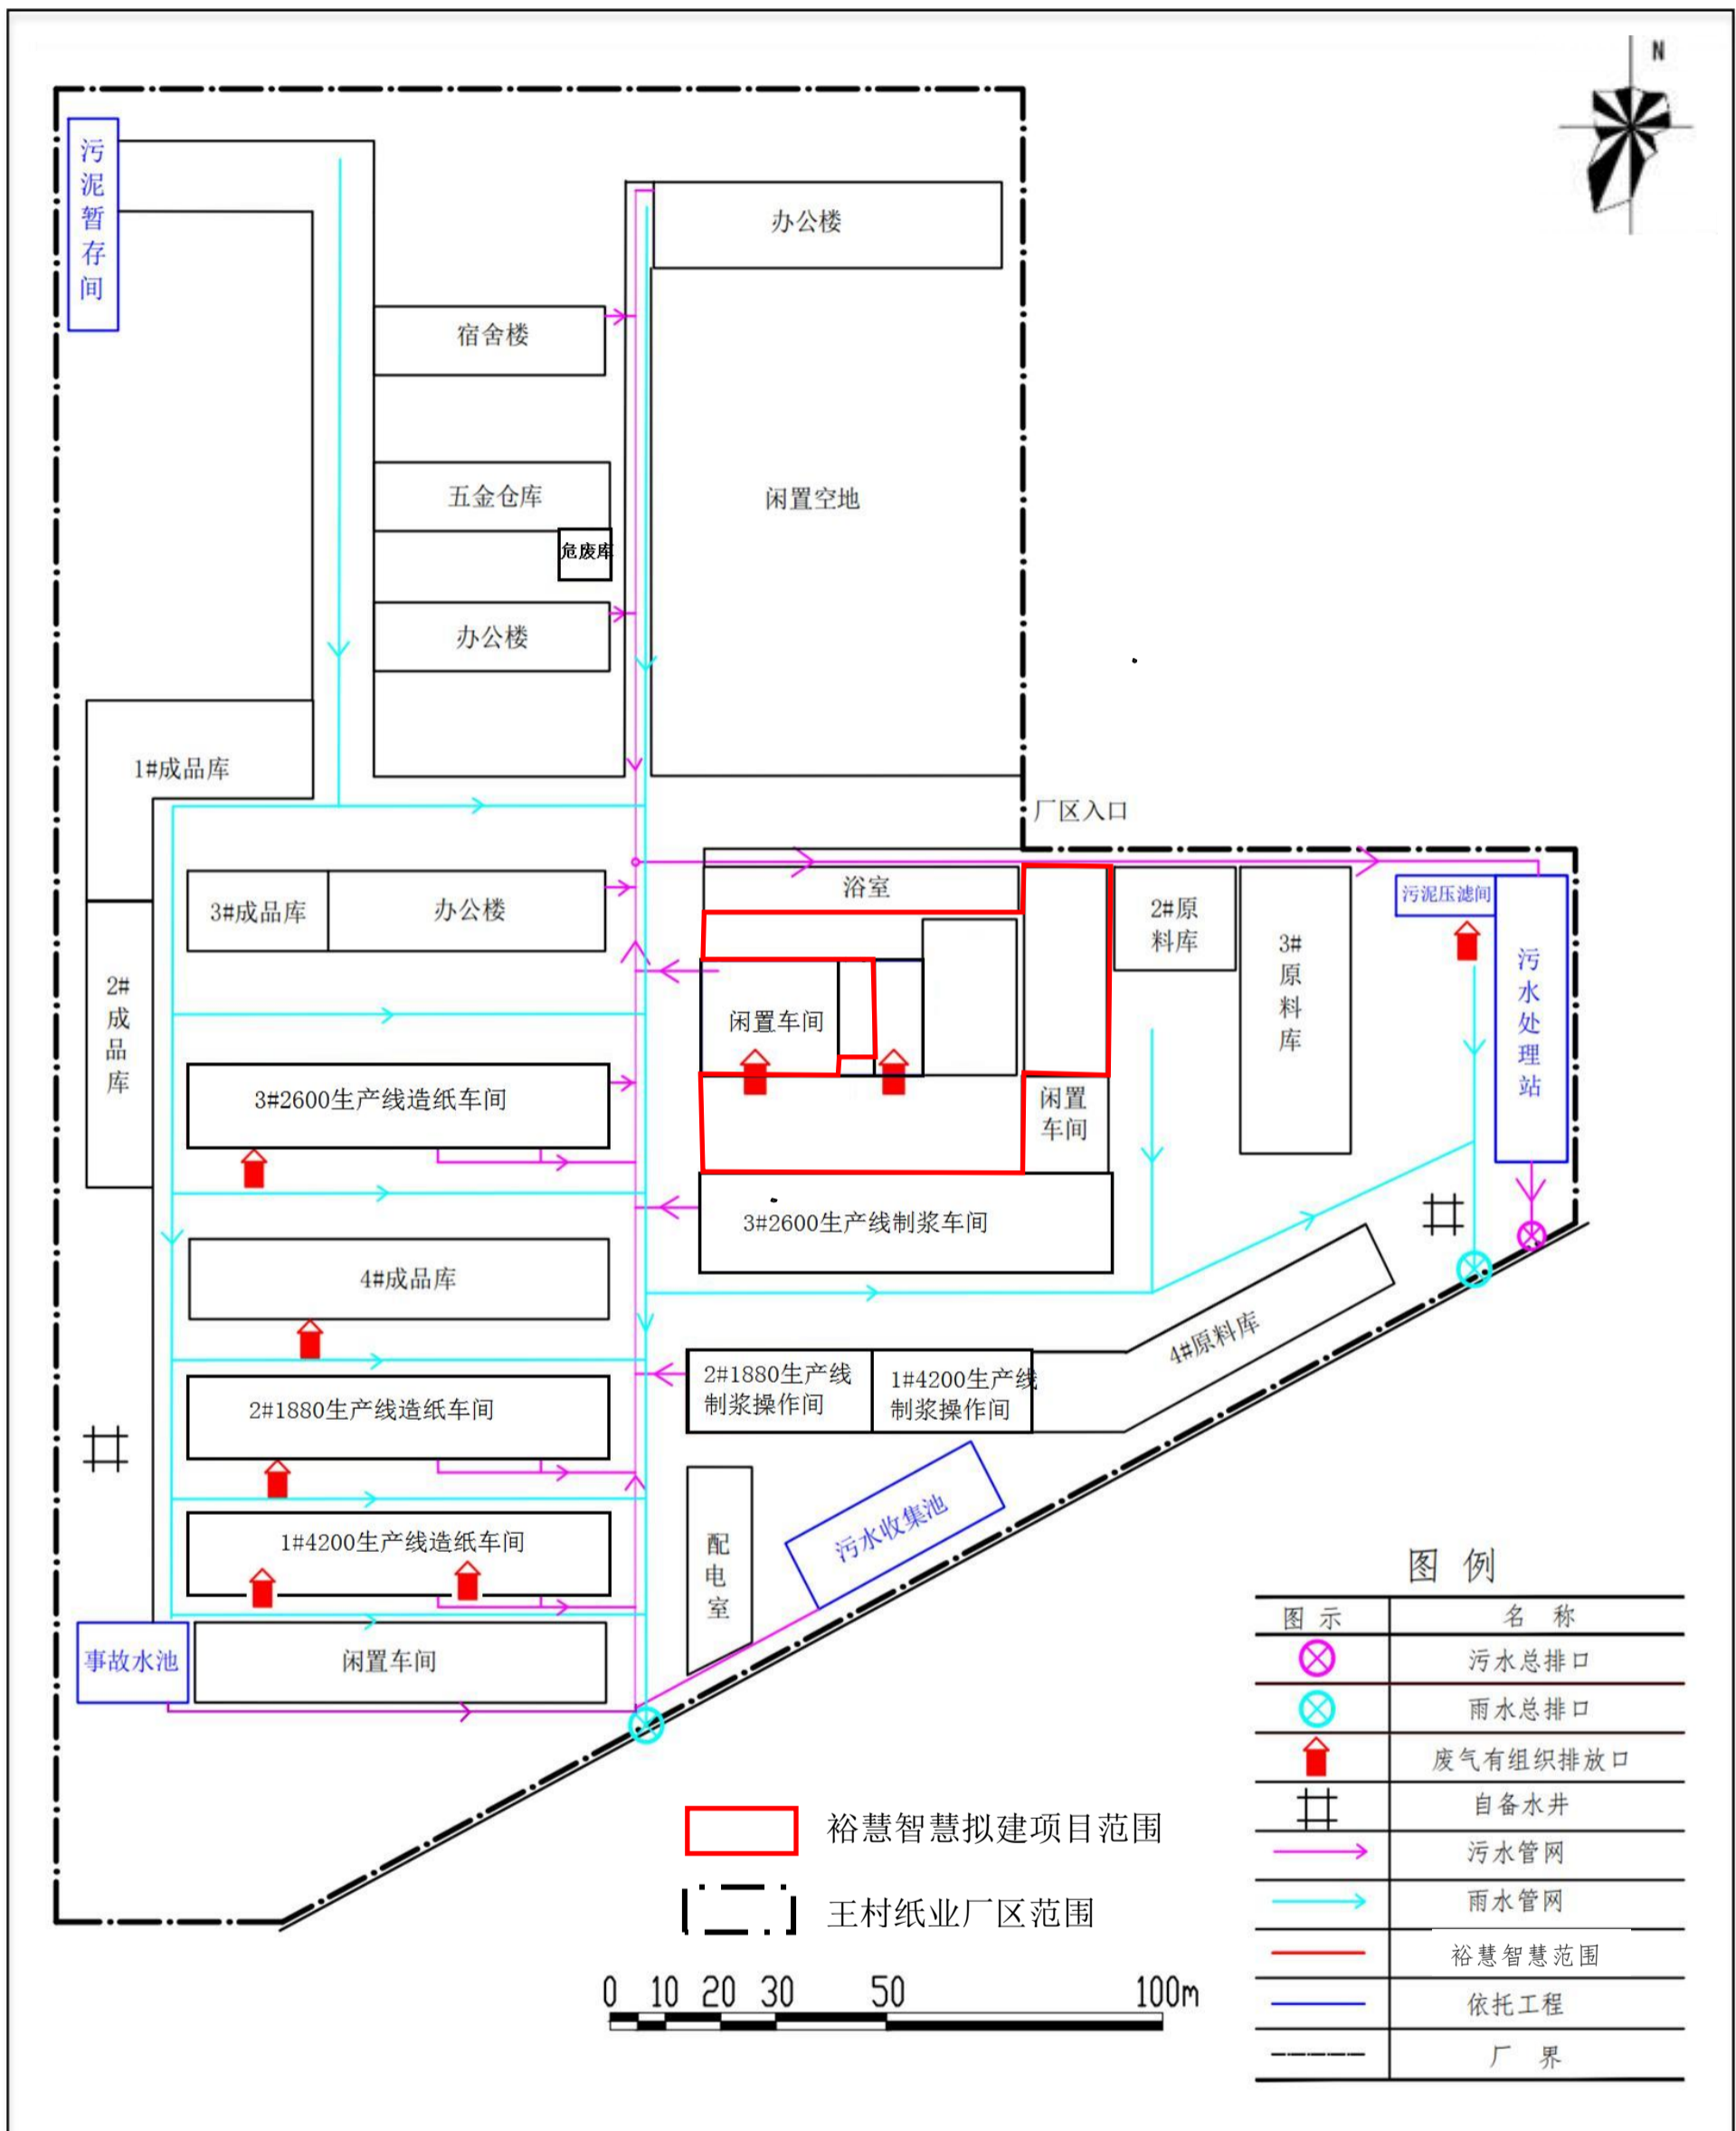 N
污
泥
暂
存
间
办公楼
宿舍楼
五金仓库
闲置空地
危废库
办公楼
1#成品库
厂区入口
浴室
污泥压滤间
3#成品库
办公楼
2#原
料库
3#
原
料
库
污
水
处
理
站
2#
成
品
库
闲置车间
3#2600生产线造纸车间
闲置
车间
3#2600生产线制浆车间
4#成品库
4#原料库
2#1880生产线
制浆操作间
1#4200生产线
制浆操作间
2#1880生产线造纸车间
污水收集池
1#4200生产线造纸车间
配
电
室
事故水池
闲置车间
图 例
图 示 名 称
污水总排口
雨水总排口
废气有组织排放口
自备水井
污水管网
雨水管网
裕慧智慧范围
依托工程
厂 界
裕慧智慧拟建项目范围
王村纸业厂区范围
0 10 20 30 50 100m